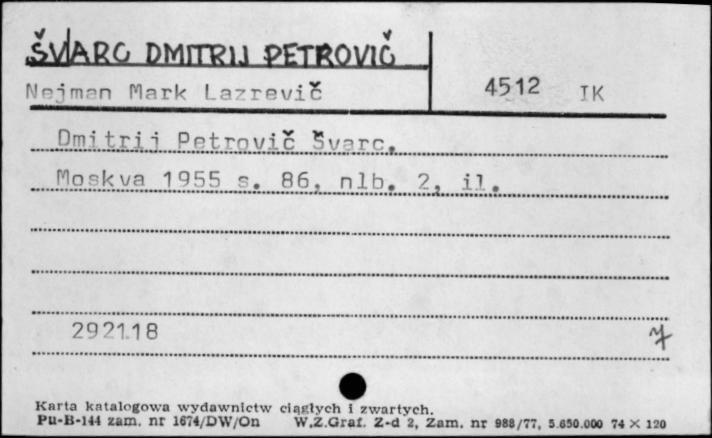 ŠVARC DMITRIJ PETROVIČ
Nejman Mark Lazrevič 4512 IK
Dmitrij Petrovič Švarc.
Moskva 1955 s. 86, nlb. 2, il.
292118
Karta katalogowa wydawnictw ciągłych i zwartych.
Pu-B-144 zam. nr 1674/DW/On W.Z.Graf. Z-d 2, Zam. nr 988/77, 5.650.000 74 × 120